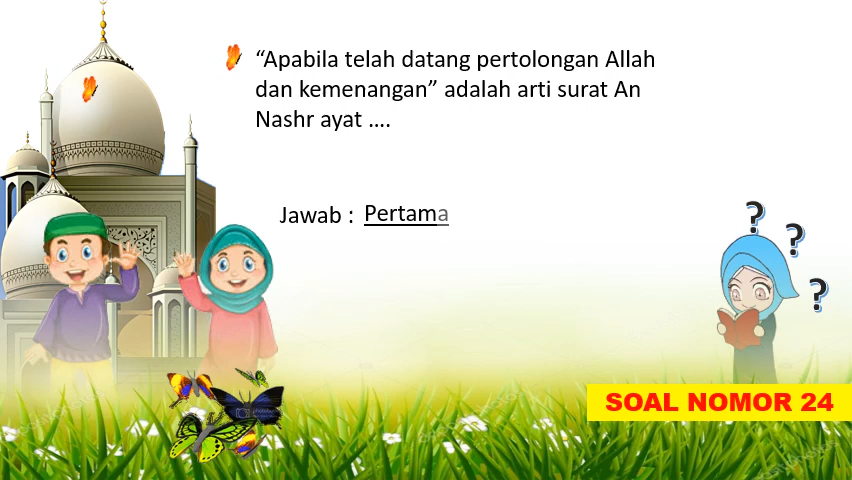 “Apabila telah datang pertolongan Allah
dan kemenangan” adalah arti surat An
Nashr ayat ....
Jawab : Pertama
?
?
?
SOAL NOMOR 24